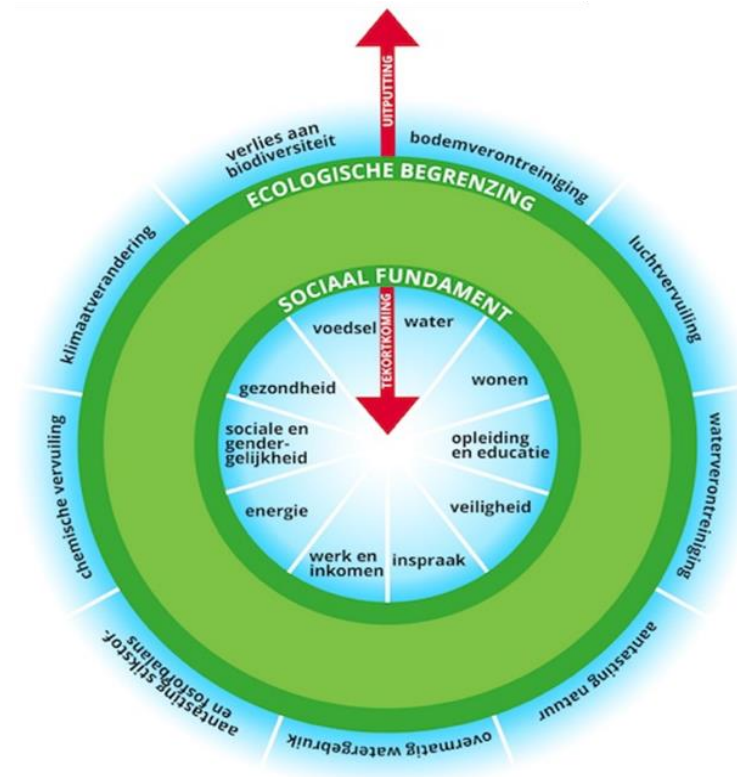 UITPUTTING
verlies aan
biodiversiteit
bodemverontreiniging
luchtvervuiling
waterverontreiniging
aantasting natuur
overmatig watergebruik
aantasting stikstof-
en fosforbalans
chemische vervuiling
klimaatverandering
ECOLOGISCHE BEGRENZING
SOCIAAL FUNDAMENT
TEKORTKOMING
voedsel
water
wonen
opleiding
en educatie
veiligheid
inspraak
werk en
inkomen
energie
sociale en
gender-
gelijkheid
gezondheid